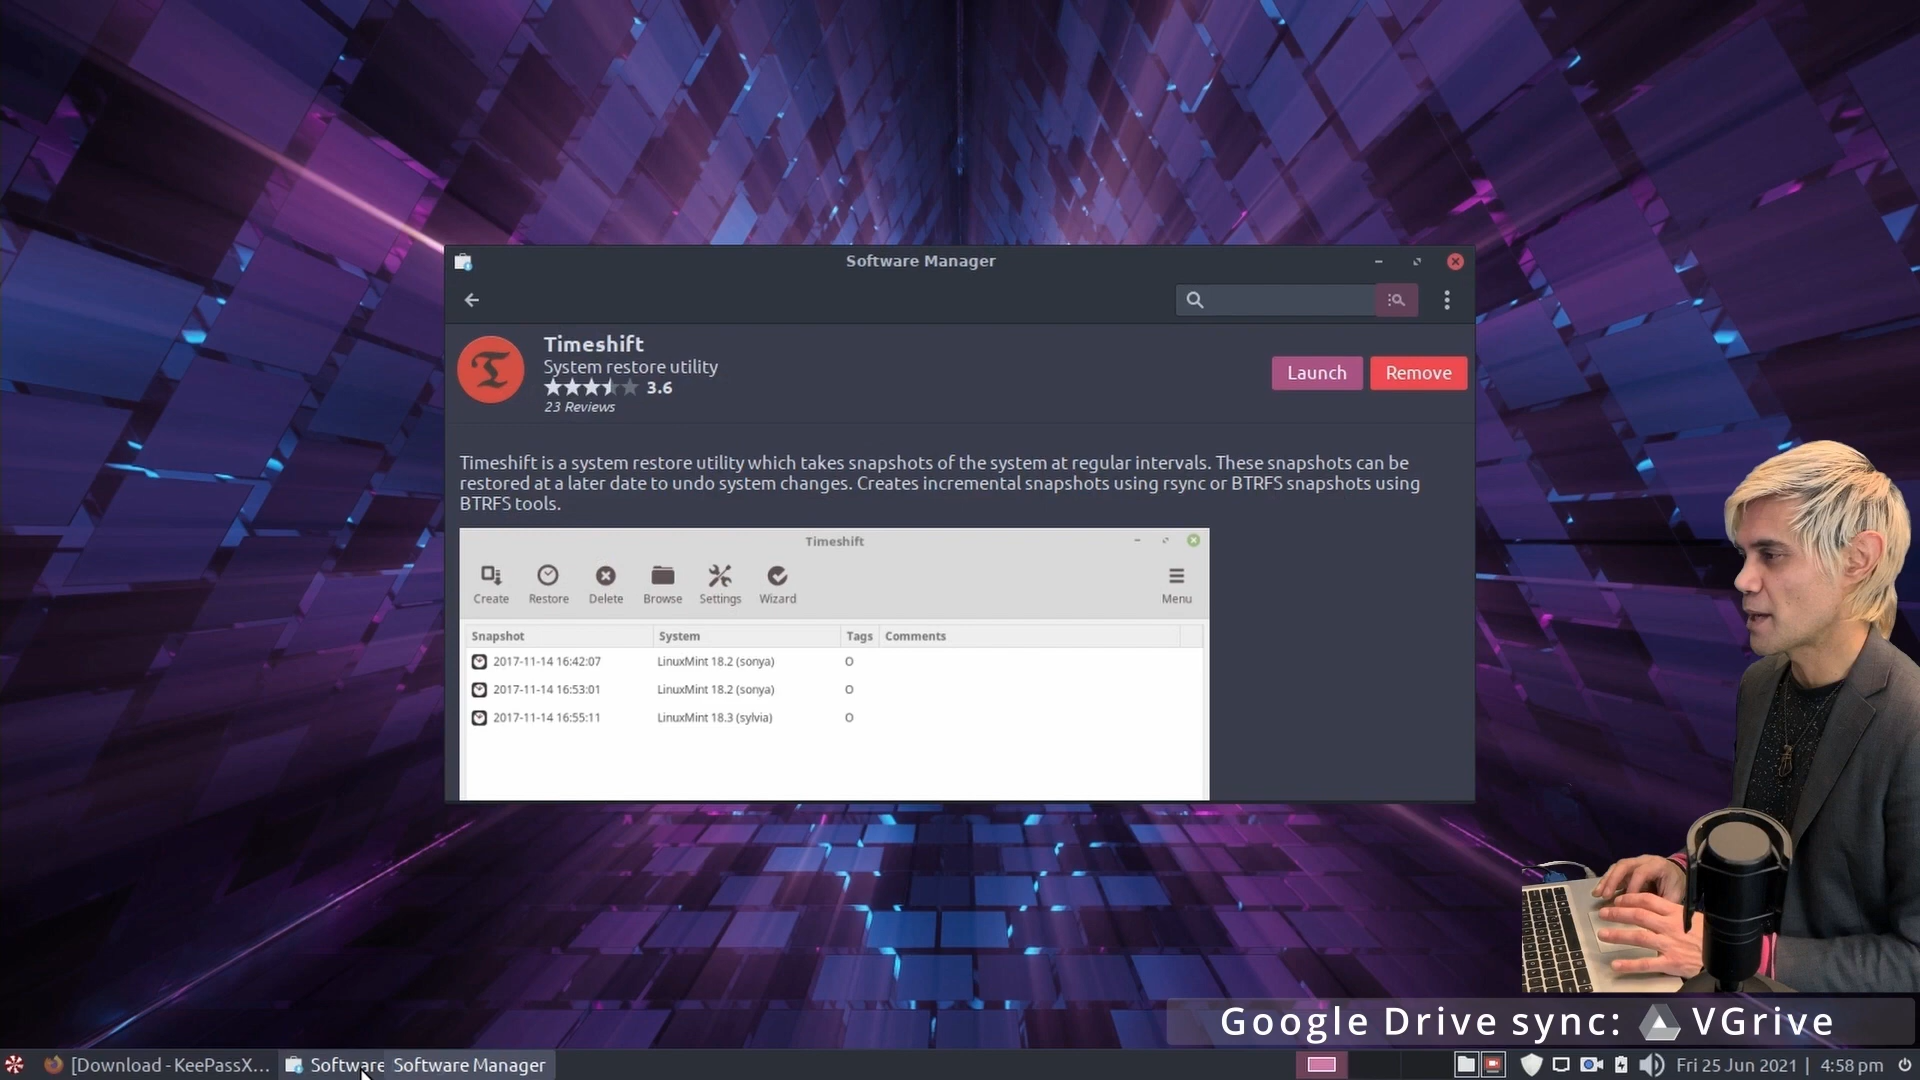 Software Manager
Timeshift
System restore utility
3.6
23 Reviews
Launch
Remove
Timeshift is a system restore utility which takes snapshots of the system at regular intervals. These snapshots can be
restored at a later date to undo system changes. Creates incremental snapshots using rsync or BTRFS snapshots using
BTRFS tools.
Timeshift
Create Restore Delete Browse Settings Wizard Menu
Snapshot System Tags Comments
2017-11-14 16:42:07 LinuxMint 18.2 (sonya) O
2017-11-14 16:53:01 LinuxMint 18.2 (sonya) O
2017-11-14 16:55:11 LinuxMint 18.3 (sylvia) O
Google Drive sync: VGrive
[Download - KeePassX... Software Software Manager Fri 25 Jun 2021 | 4:58 pm